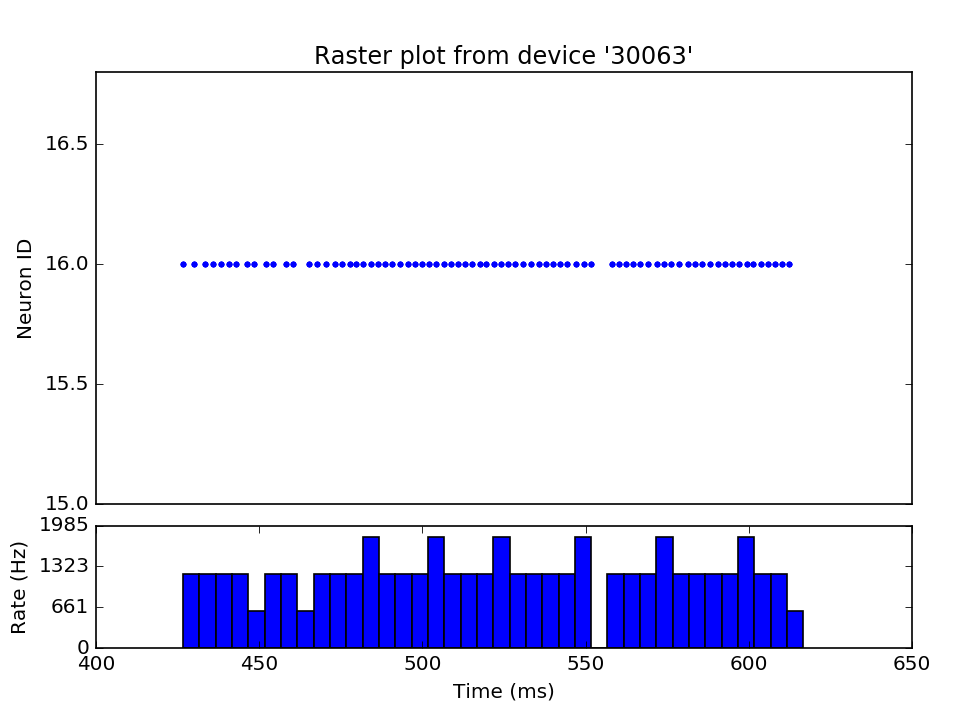 Raster plot from device '30063'
16.5
16.0
15.5
15.0
Neuron ID
1985
1323
661
0
Rate (Hz)
400 450 500 550 600 650
Time (ms)